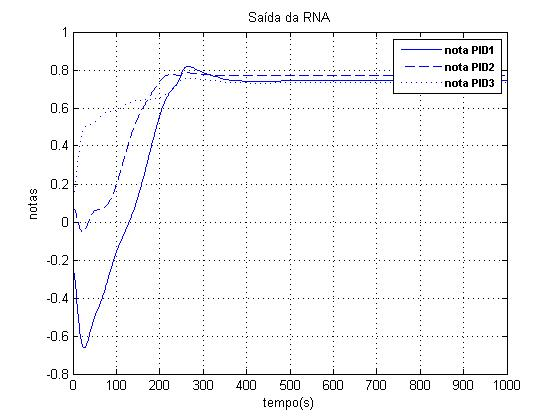 Saída da RNA
nota PID1
nota PID2
nota PID3
notas
1
0.8
0.6
0.4
0.2
0
-0.2
-0.4
-0.6
-0.8
0 100 200 300 400 500 600 700 800 900 1000
tempo(s)